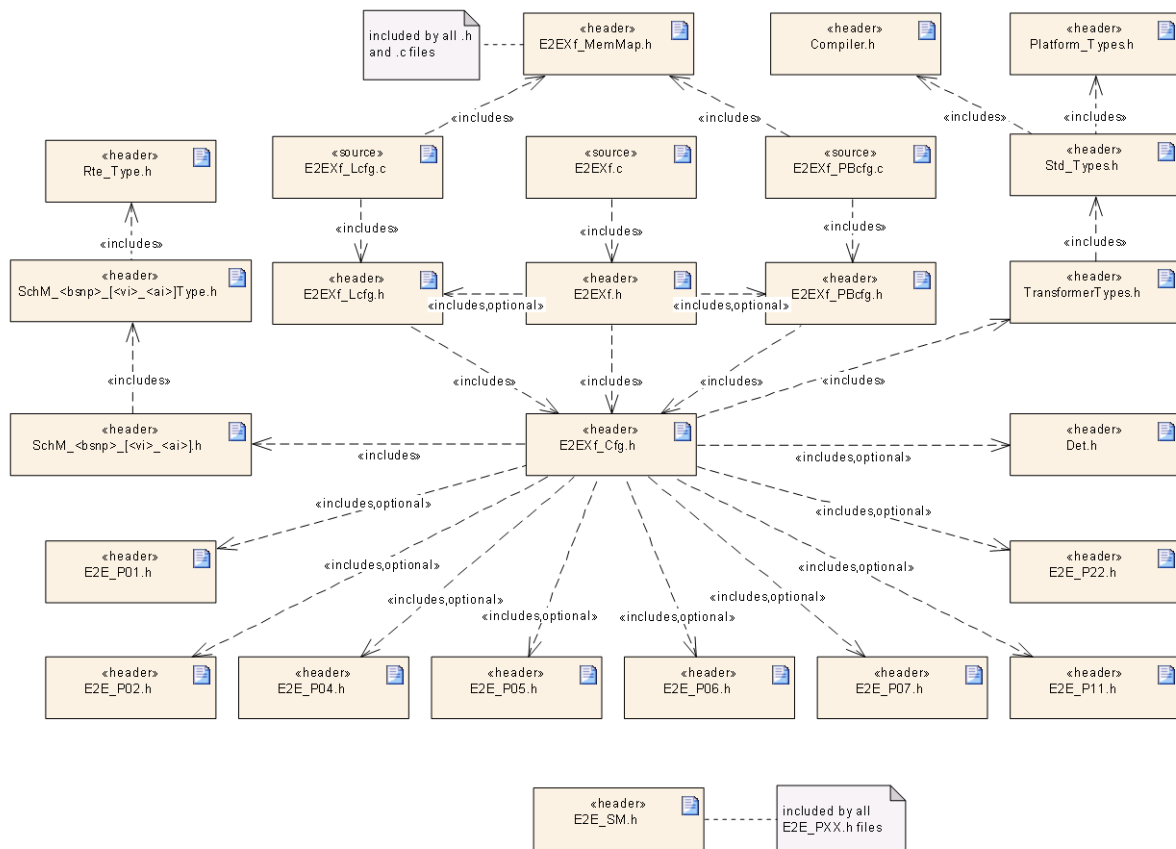 included by all .h
and .c files
«header»
E2EXf_MemMap.h
«header»
Compiler.h
«header»
Platform_Types.h
«includes»
«includes»
«includes»
«includes»
«header»
Rte_Type.h
«source»
E2EXf_Lcfg.c
«source»
E2EXf.c
«source»
E2EXf_PBcfg.c
«header»
Std_Types.h
«includes»
«includes»
«includes»
«includes»
«includes»
«header»
SchM_<bsnp>_[<vi>_<ai>]Type.h
«header»
E2EXf_Lcfg.h
«includes,optional»
«header»
E2EXf.h
«includes,optional»
«header»
E2EXf_PBcfg.h
«header»
TransformerTypes.h
«includes»
«includes»
«includes»
«includes»
«includes»
«header»
SchM_<bsnp>_[<vi>_<ai>].h
«includes»
«header»
E2EXf_Cfg.h
«includes,optional»
«header»
Det.h
«includes,optional»
«includes,optional»
«header»
E2E_P01.h
«includes,optional»
«includes,optional»
«header»
E2E_P22.h
«includes,optional»
«includes,optional»
«includes,optional»
«includes,optional»
«header»
E2E_P02.h
«header»
E2E_P04.h
«header»
E2E_P05.h
«header»
E2E_P06.h
«header»
E2E_P07.h
«header»
E2E_P11.h
«header»
E2E_SM.h
included by all
E2E_PXX.h files